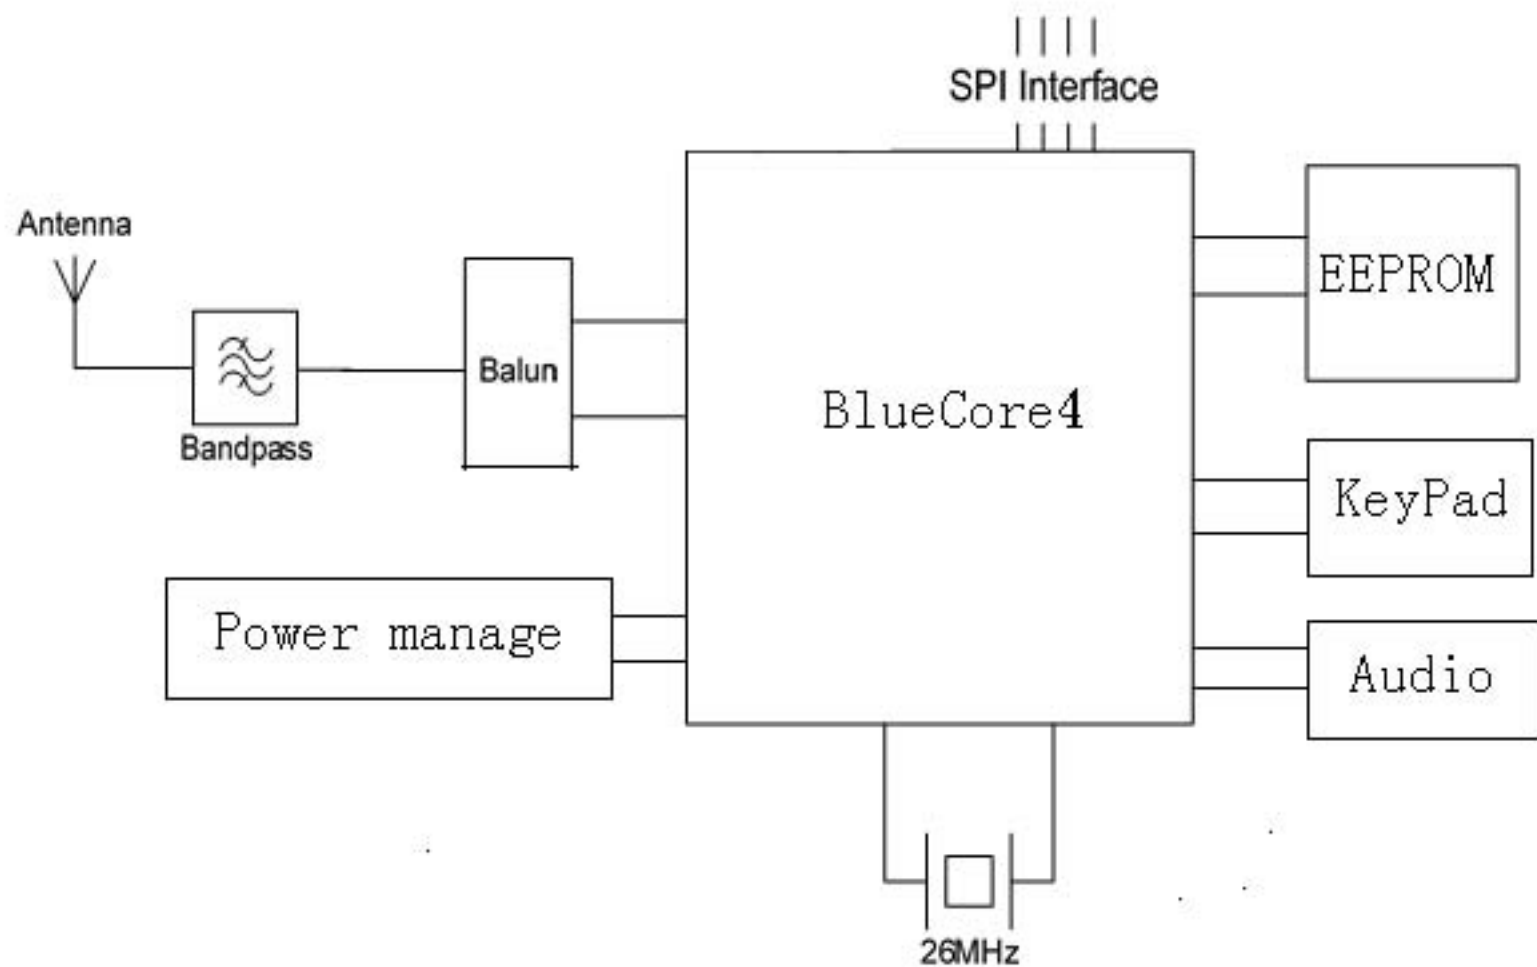 SPI Interface
Antenna
EEPROM
Balun
BlueCore4
Bandpass
KeyPad
Power manage
Audio
26MHz